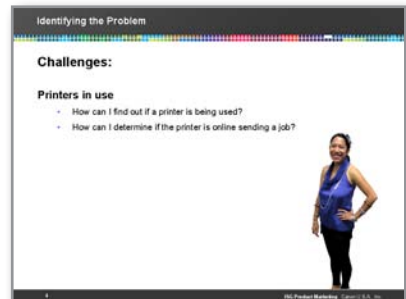 Identifying the Problem
Challenges:
Printers in use
How can I find out if a printer is being used?
How can I determine if the printer is online sending a job?
ISG Product Marketing Canon U.S.A., Inc.